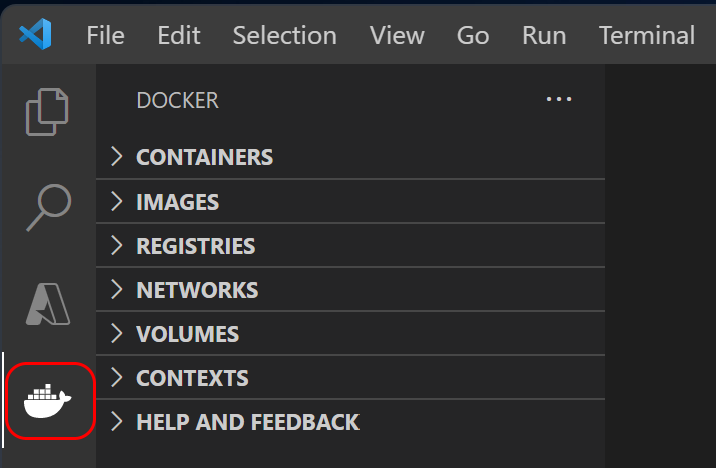 File Edit Selection View Go Run Terminal
DOCKER
CONTAINERS
IMAGES
REGISTRIES
NETWORKS
VOLUMES
CONTEXTS
HELP AND FEEDBACK